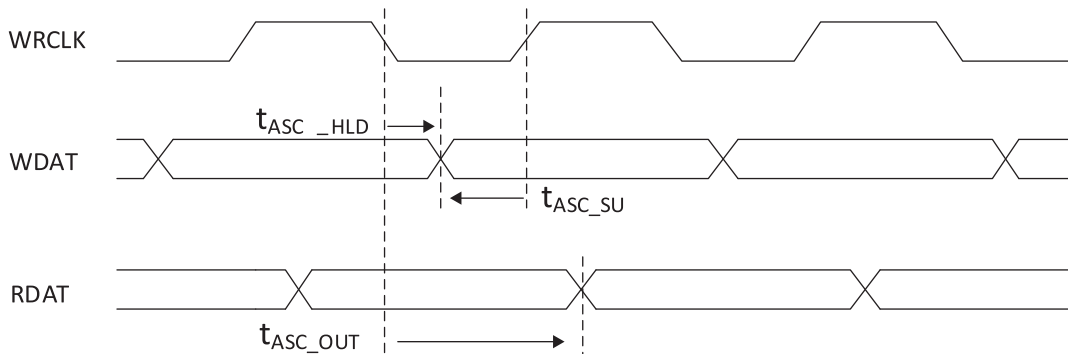 WRCLK
tASC _HLD
WDAT
tASC_SU
RDAT
tASC_OUT